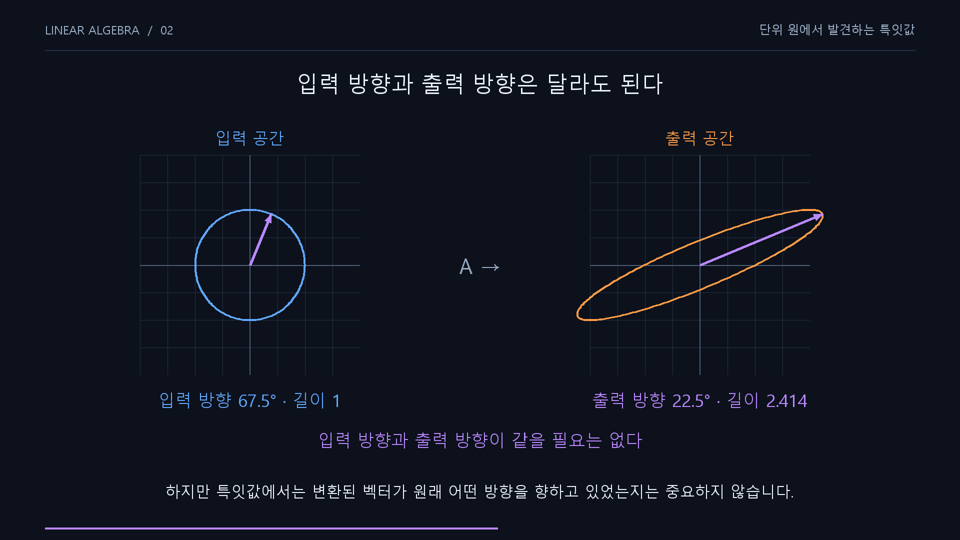 LINEAR ALGEBRA / 02
단위 원에서 발견하는 특잇값
입력 방향과 출력 방향은 달라도 된다
입력 공간
출력 공간
A →
입력 방향 67.5° · 길이 1
출력 방향 22.5° · 길이 2.414
입력 방향과 출력 방향이 같을 필요는 없다
하지만 특잇값에서는 변환된 벡터가 원래 어떤 방향을 향하고 있었는지는 중요하지 않습니다.